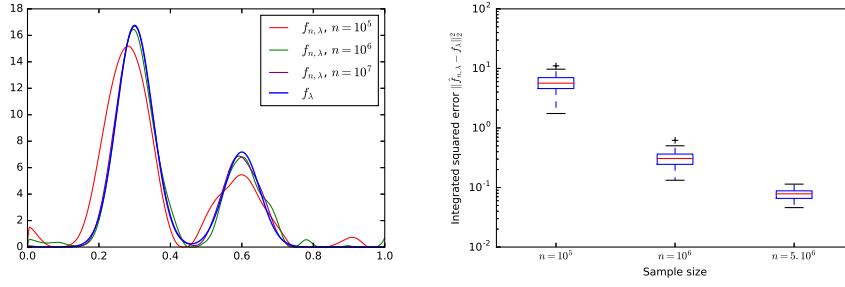 18
16
14
12
10
8
6
4
2
0
0.0 0.2 0.4 0.6 0.8 1.0
f_{n,λ}, n = 10^5
f_{n,λ}, n = 10^6
f_{n,λ}, n = 10^7
f_λ
Integrated squared error ‖f̂_{n,λ} − f_λ‖_2^2
10^2
10^1
10^0
10^{-1}
10^{-2}
n = 10^5 n = 10^6 n = 5.10^6
Sample size